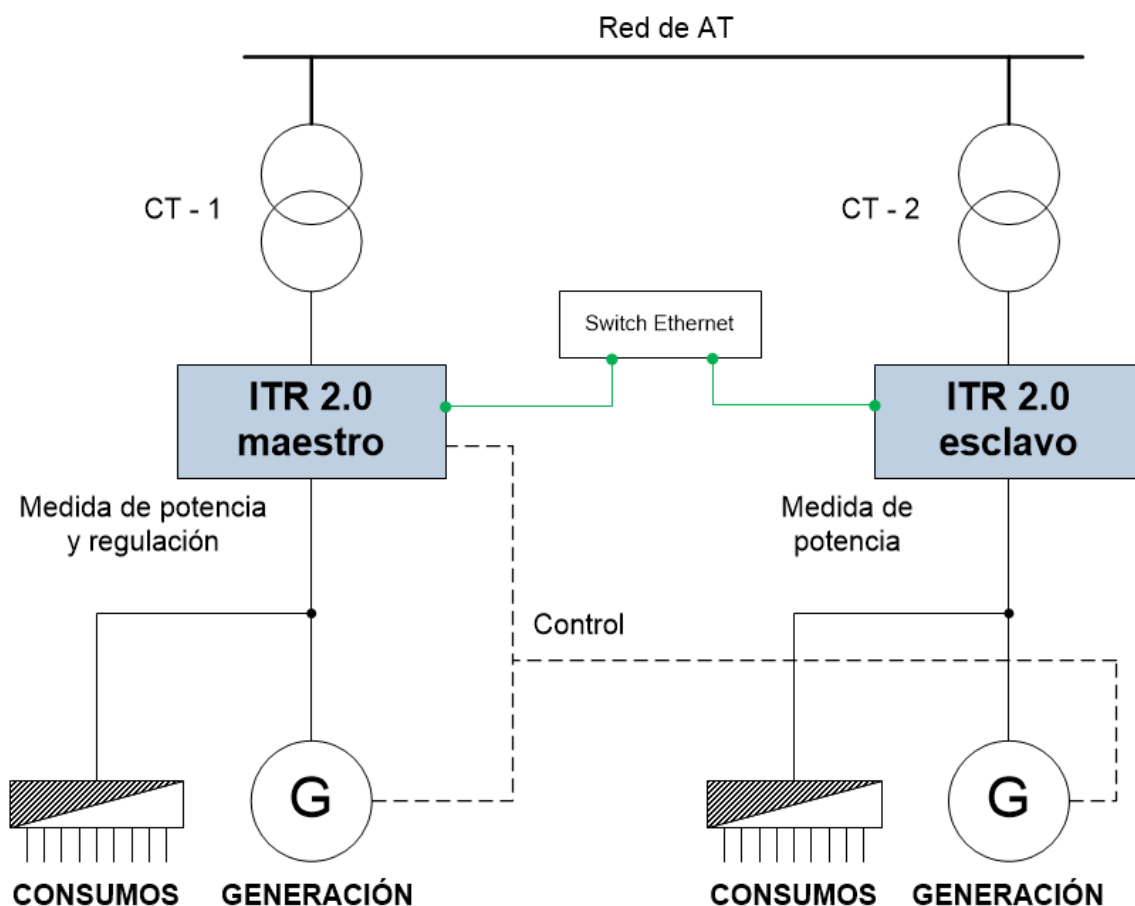 Red de AT
CT - 1
CT - 2
Switch Ethernet
ITR 2.0
maestro
ITR 2.0
esclavo
Medida de potencia
y regulación
Medida de
potencia
Control
G
G
CONSUMOS
GENERACIÓN
CONSUMOS
GENERACIÓN